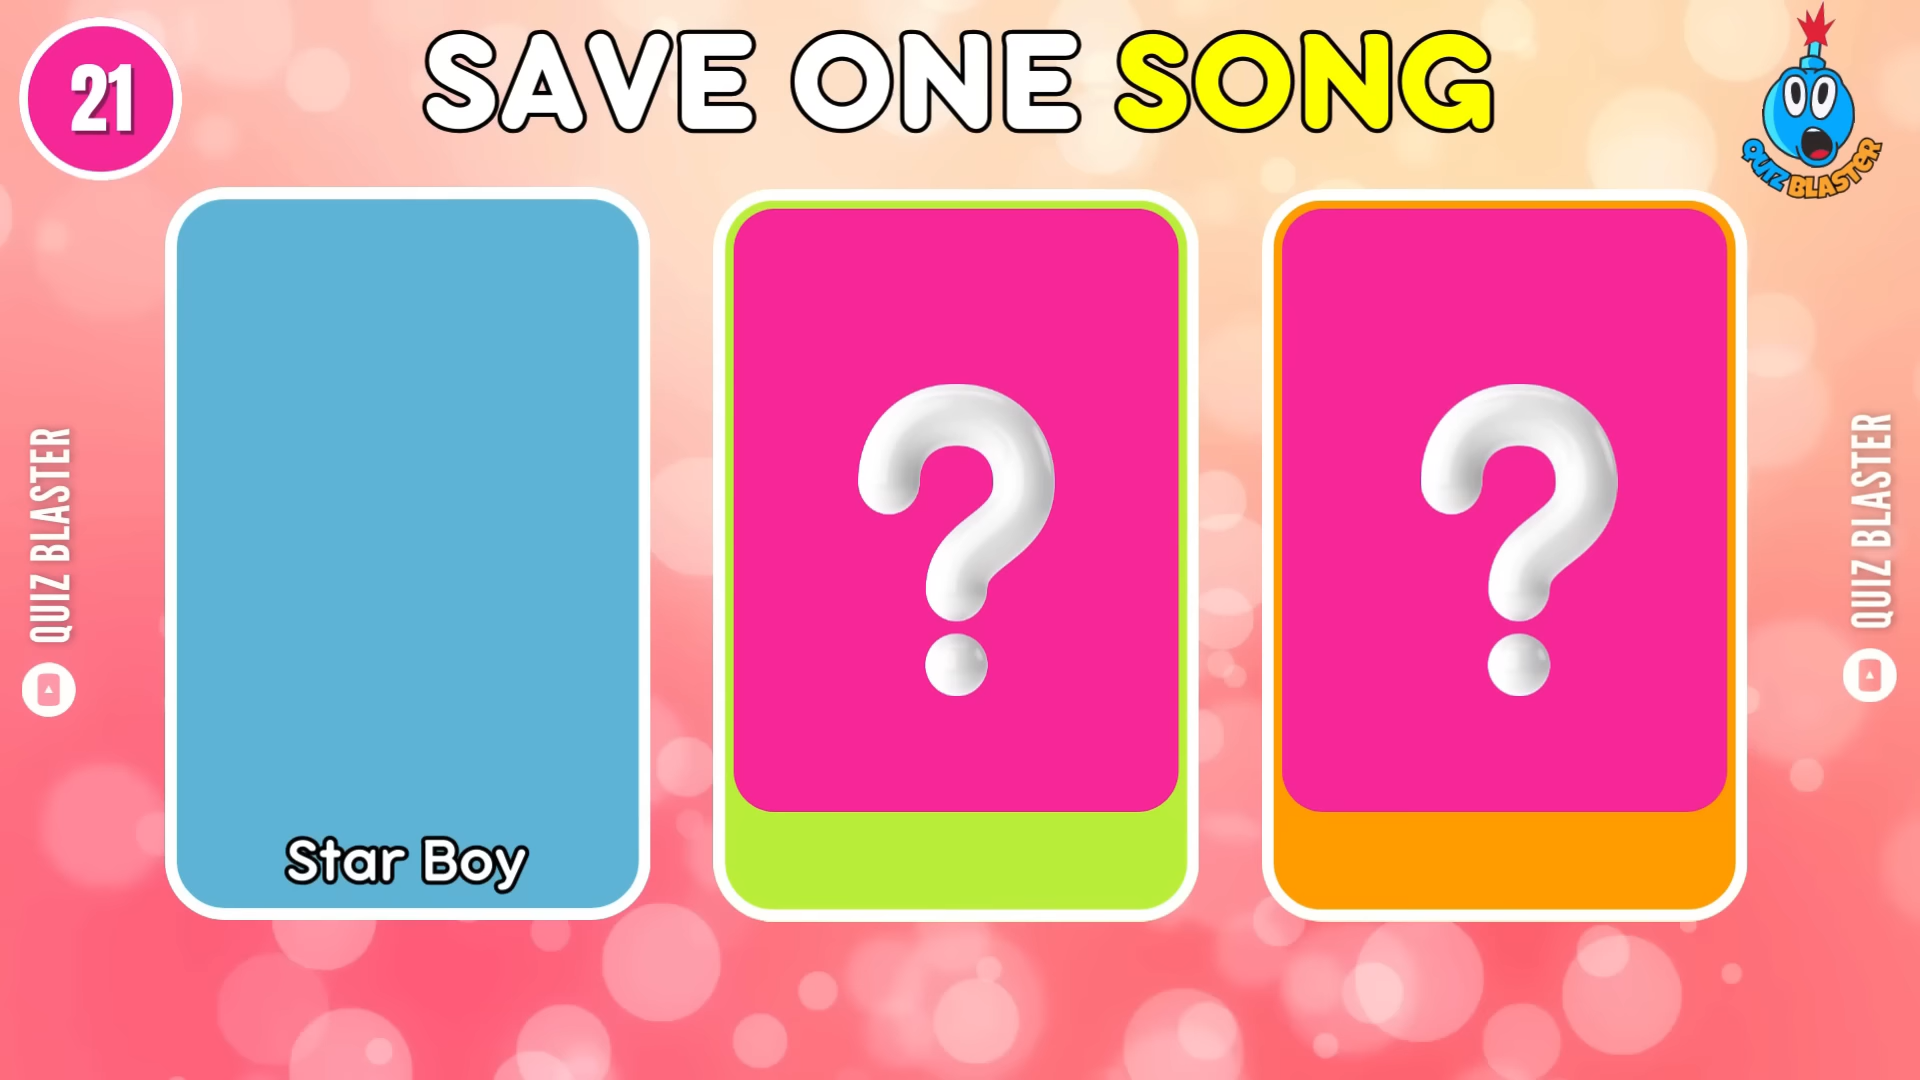 21
SAVE ONE SONG
QUIZ BLASTER
QUIZ BLASTER
?
?
Star Boy
QUIZ BLASTER